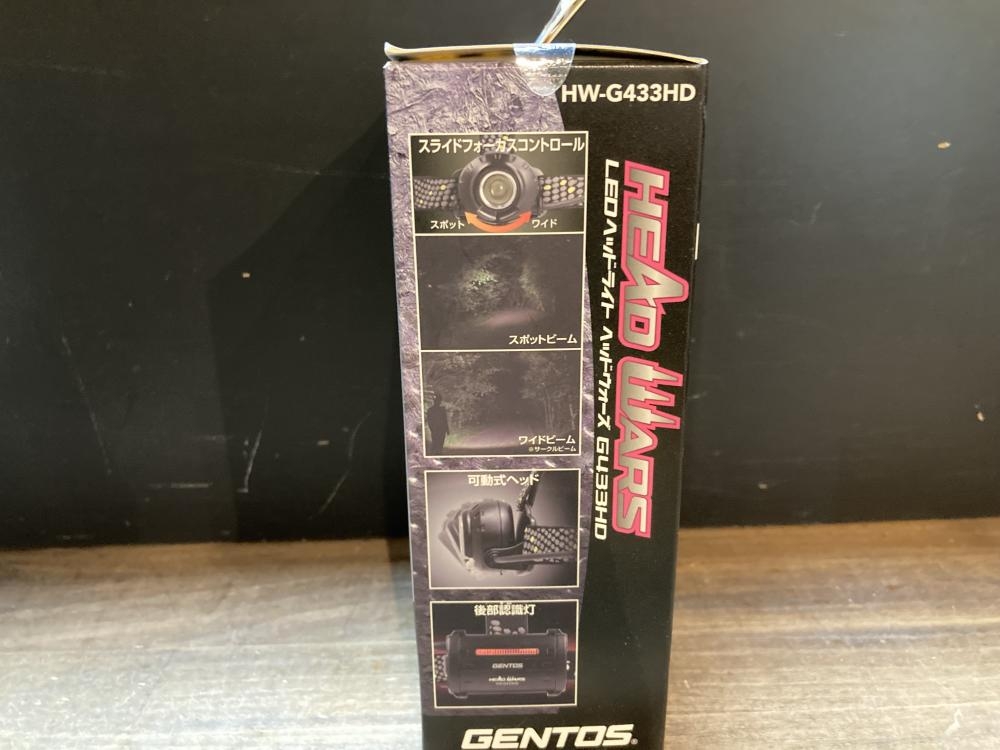 HW-G433HD
スライドフォーカスコントロール
スポット
ワイド
スポットビーム
ワイドビーム
※サークルビーム
可動式ヘッド
後部認識灯
GENTOS
HEAD WARS
HEAD WARS
LEDヘッドライト ヘッドウォーズ G433HD
GENTOS®